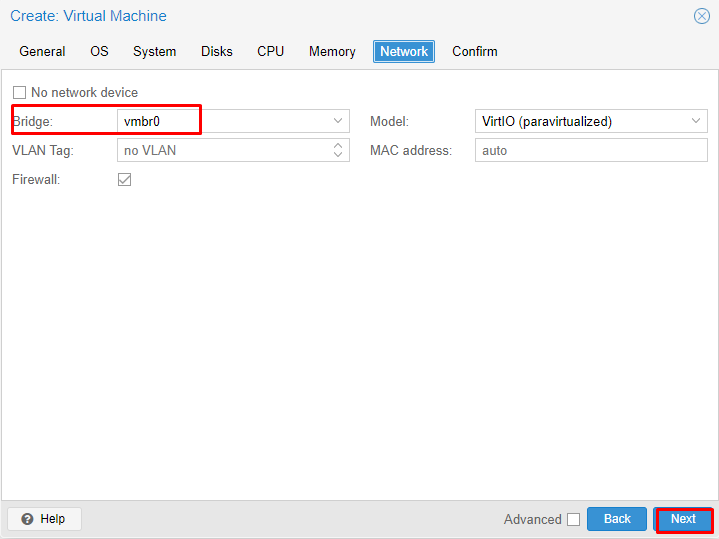 Create: Virtual Machine
General OS System Disks CPU Memory Network Confirm
No network device
Bridge: vmbr0 Model: VirtIO (paravirtualized)
VLAN Tag: no VLAN MAC address: auto
Firewall:
Help Advanced Back Next